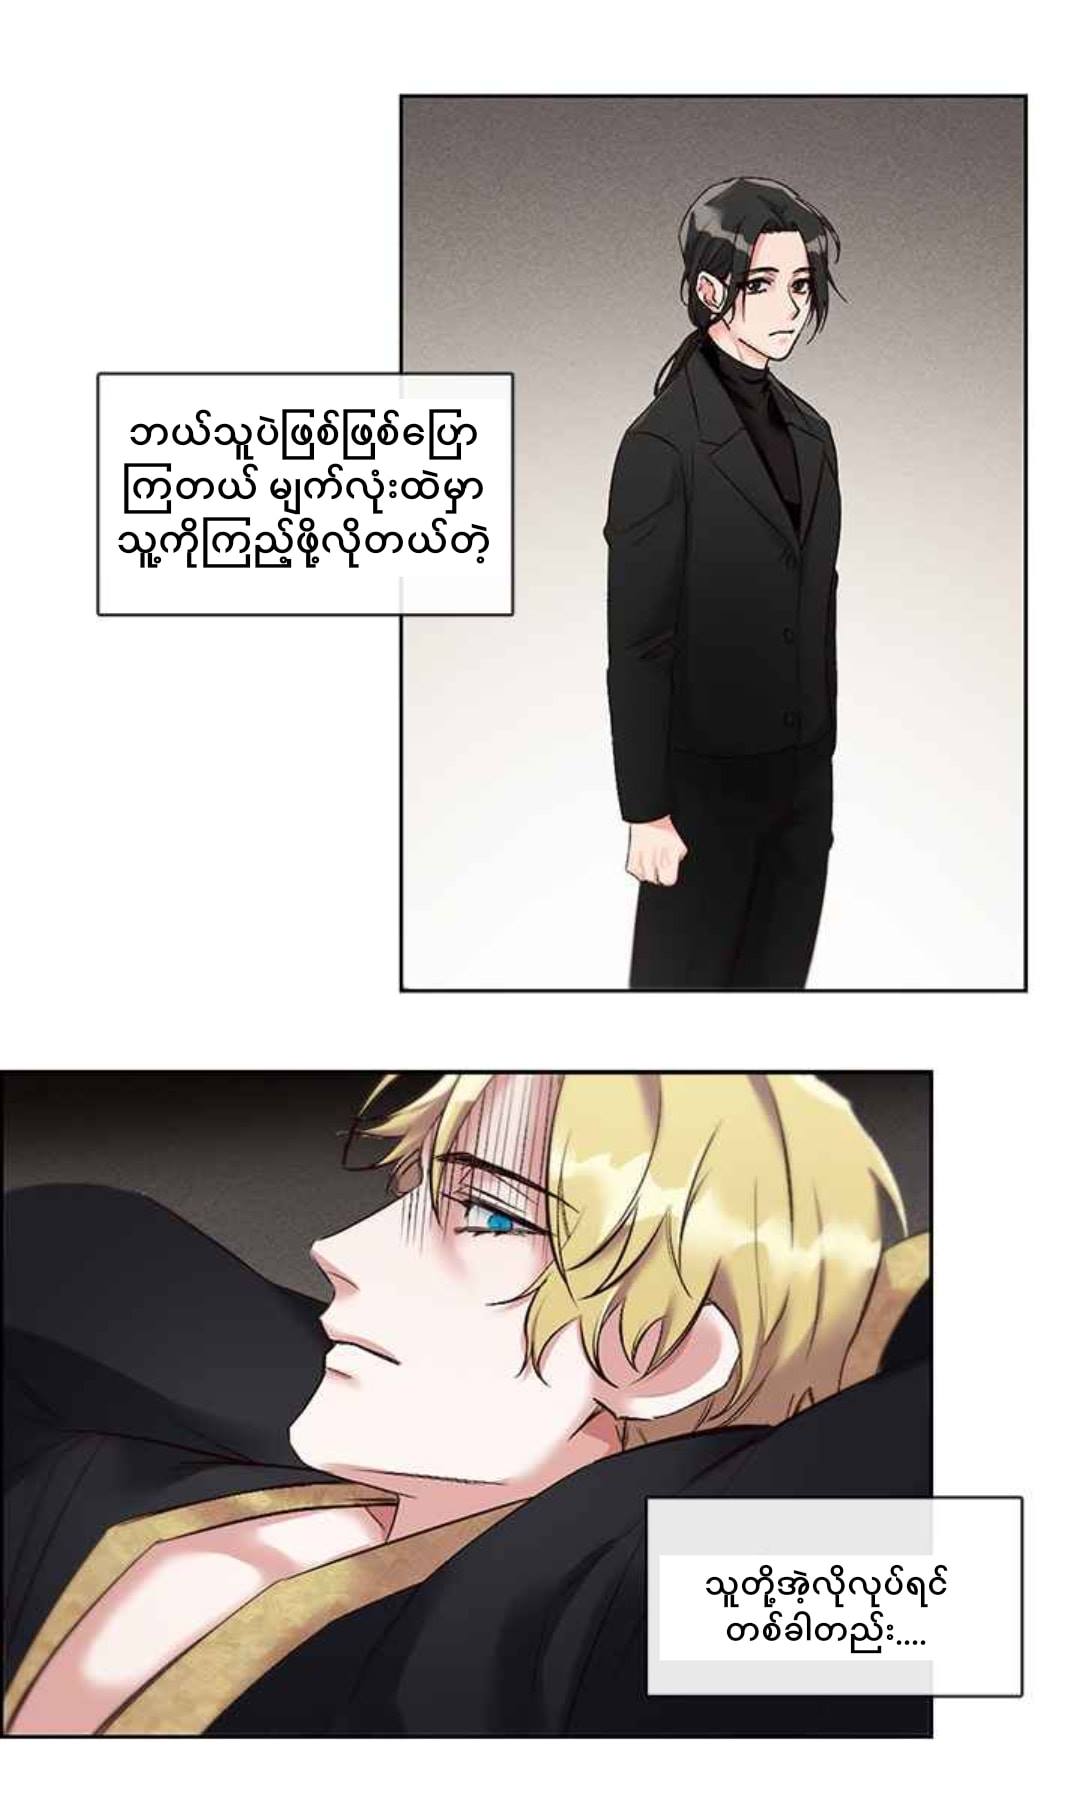 ဘယ်သူပဲဖြစ်ဖြစ်ပြော
ကြတယ် မျက်လုံးထဲမှာ
သူ့ကိုကြည့်ဖို့လိုတယ်တဲ့
သူတို့အဲ့လိုလုပ်ရင်
တစ်ခါတည်း....